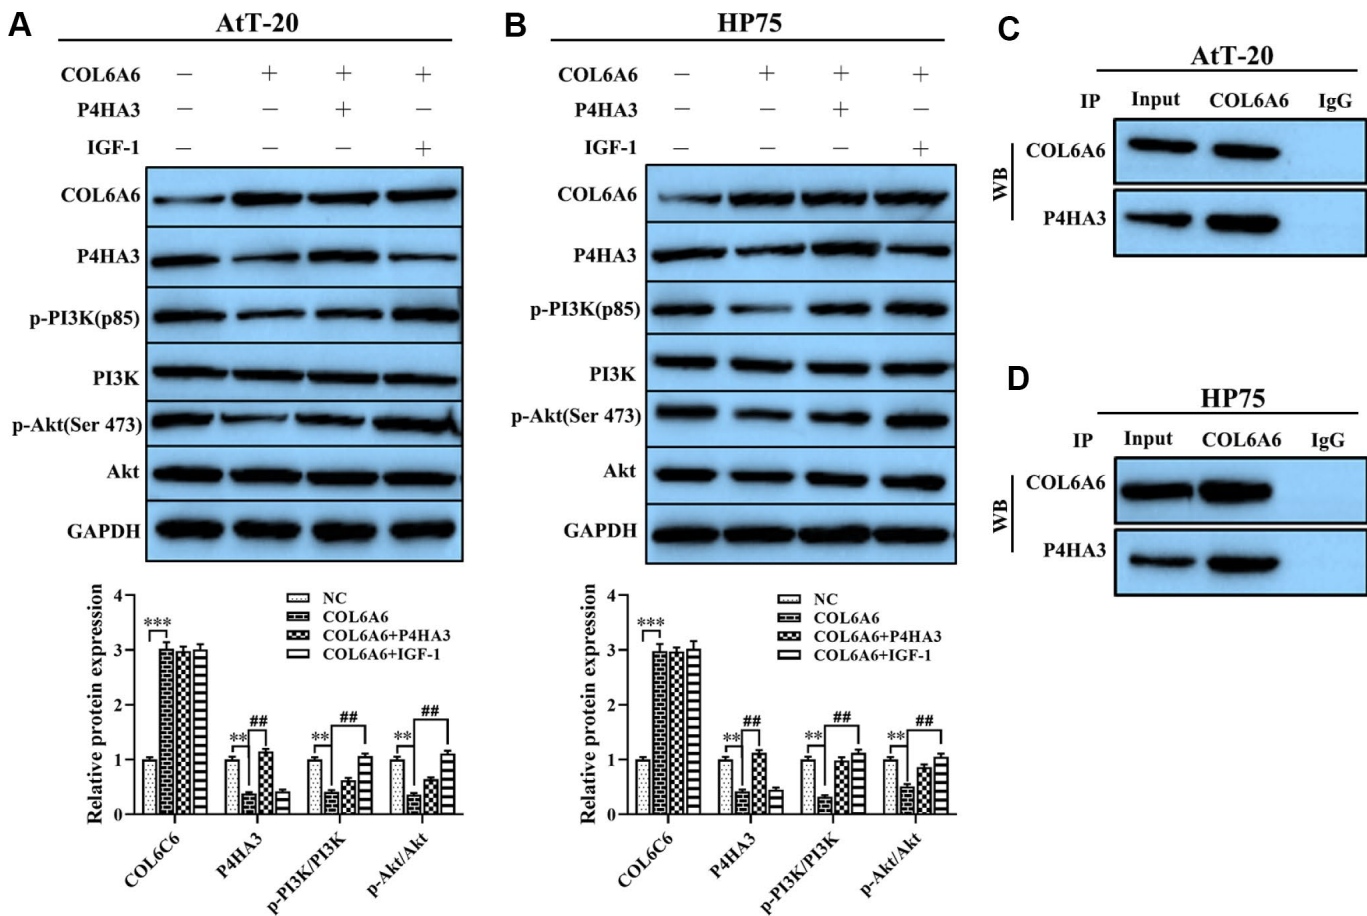 A
AtT-20
COL6A6 − + + +
P4HA3 − − + −
IGF-1 − − − +
COL6A6
P4HA3
p-PI3K(p85)
PI3K
p-Akt(Ser 473)
Akt
GAPDH
Relative protein expression
4
3
2
1
0
NC
COL6A6
COL6A6+P4HA3
COL6A6+IGF-1
***
**
##
**
##
**
##
COL6C6
P4HA3
p-PI3K/PI3K
p-Akt/Akt
B
HP75
COL6A6 − + + +
P4HA3 − − + −
IGF-1 − − − +
COL6A6
P4HA3
p-PI3K(p85)
PI3K
p-Akt(Ser 473)
Akt
GAPDH
Relative protein expression
4
3
2
1
0
NC
COL6A6
COL6A6+P4HA3
COL6A6+IGF-1
***
**
##
**
##
**
##
COL6C6
P4HA3
p-PI3K/PI3K
p-Akt/Akt
C
AtT-20
IP Input COL6A6 IgG
WB
COL6A6
P4HA3
D
HP75
IP Input COL6A6 IgG
WB
COL6A6
P4HA3